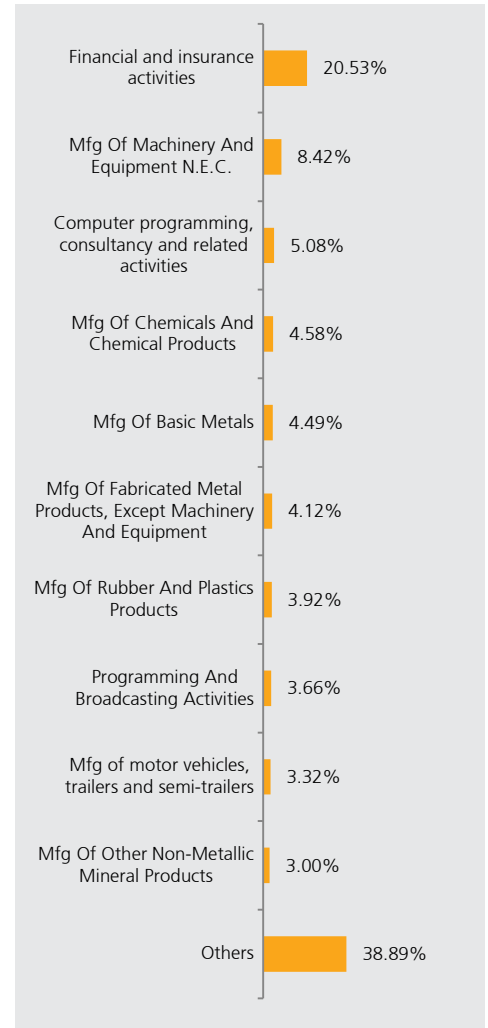 Financial and insurance
activities
20.53%
Mfg Of Machinery And
Equipment N.E.C.
8.42%
Computer programming,
consultancy and related
activities
5.08%
Mfg Of Chemicals And
Chemical Products
4.58%
Mfg Of Basic Metals
4.49%
Mfg Of Fabricated Metal
Products, Except Machinery
And Equipment
4.12%
Mfg Of Rubber And Plastics
Products
3.92%
Programming And
Broadcasting Activities
3.66%
Mfg of motor vehicles,
trailers and semi-trailers
3.32%
Mfg Of Other Non-Metallic
Mineral Products
3.00%
Others
38.89%